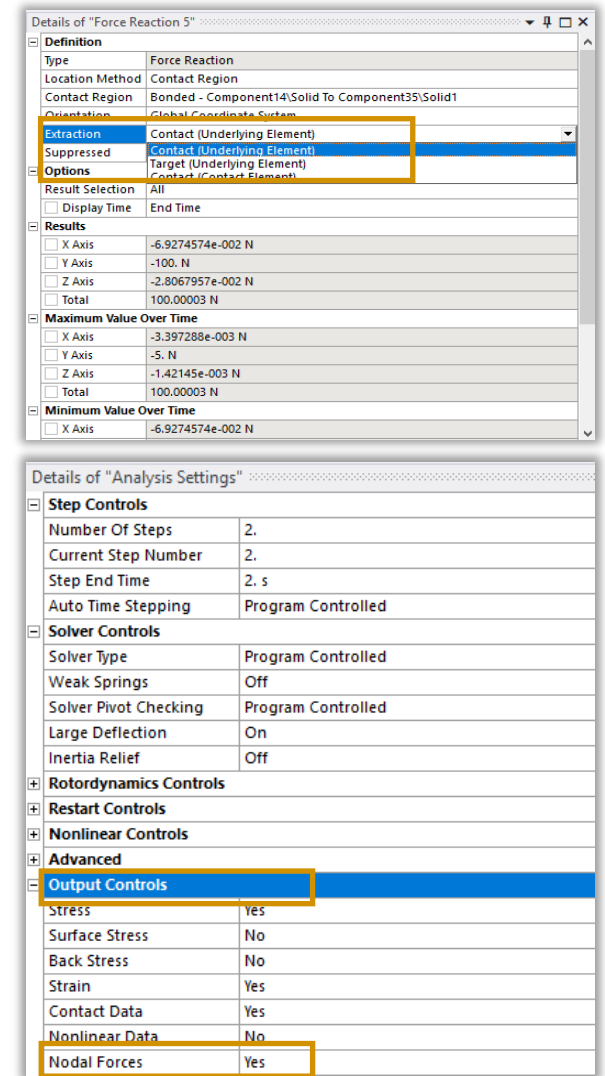 Details of "Force Reaction 5"
Definition
Type Force Reaction
Location Method Contact Region
Contact Region Bonded - Component14\Solid To Component35\Solid1
Orientation Global Coordinate System
Extraction Contact (Underlying Element)
Suppressed Contact (Underlying Element)
Target (Underlying Element)
Options Contact (Contact Element)
Result Selection All
Display Time End Time
Results
X Axis -6.9274574e-002 N
Y Axis -100. N
Z Axis -2.8067957e-002 N
Total 100.00003 N
Maximum Value Over Time
X Axis -3.397288e-003 N
Y Axis -5. N
Z Axis -1.42145e-003 N
Total 100.00003 N
Minimum Value Over Time
X Axis -6.9274574e-002 N
Details of "Analysis Settings"
Step Controls
Number Of Steps 2.
Current Step Number 2.
Step End Time 2. s
Auto Time Stepping Program Controlled
Solver Controls
Solver Type Program Controlled
Weak Springs Off
Solver Pivot Checking Program Controlled
Large Deflection On
Inertia Relief Off
Rotordynamics Controls
Restart Controls
Nonlinear Controls
Advanced
Output Controls
Stress Yes
Surface Stress No
Back Stress No
Strain Yes
Contact Data Yes
Nonlinear Data No
Nodal Forces Yes